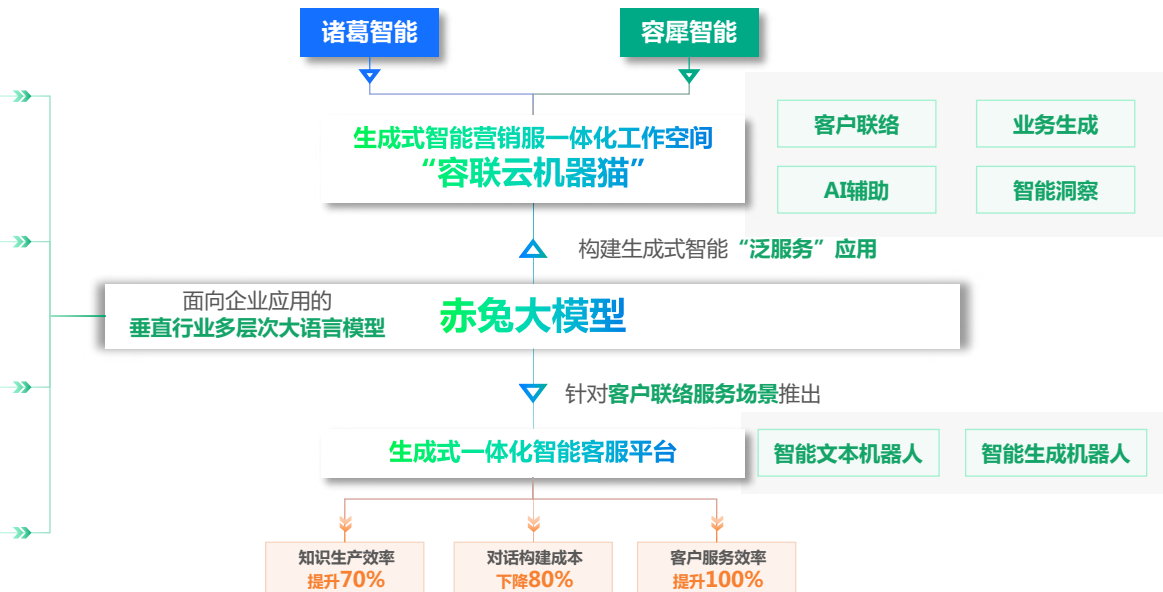 诸葛智能
容犀智能
生成式智能营销服一体化工作空间
“容联云机器猫”
客户联络
业务生成
AI辅助
智能洞察
构建生成式智能“泛服务”应用
面向企业应用的
垂直行业多层次大语言模型
赤兔大模型
针对客户联络服务场景推出
生成式一体化智能客服平台
智能文本机器人
智能生成机器人
知识生产效率
提升70%
对话构建成本
下降80%
客户服务效率
提升100%